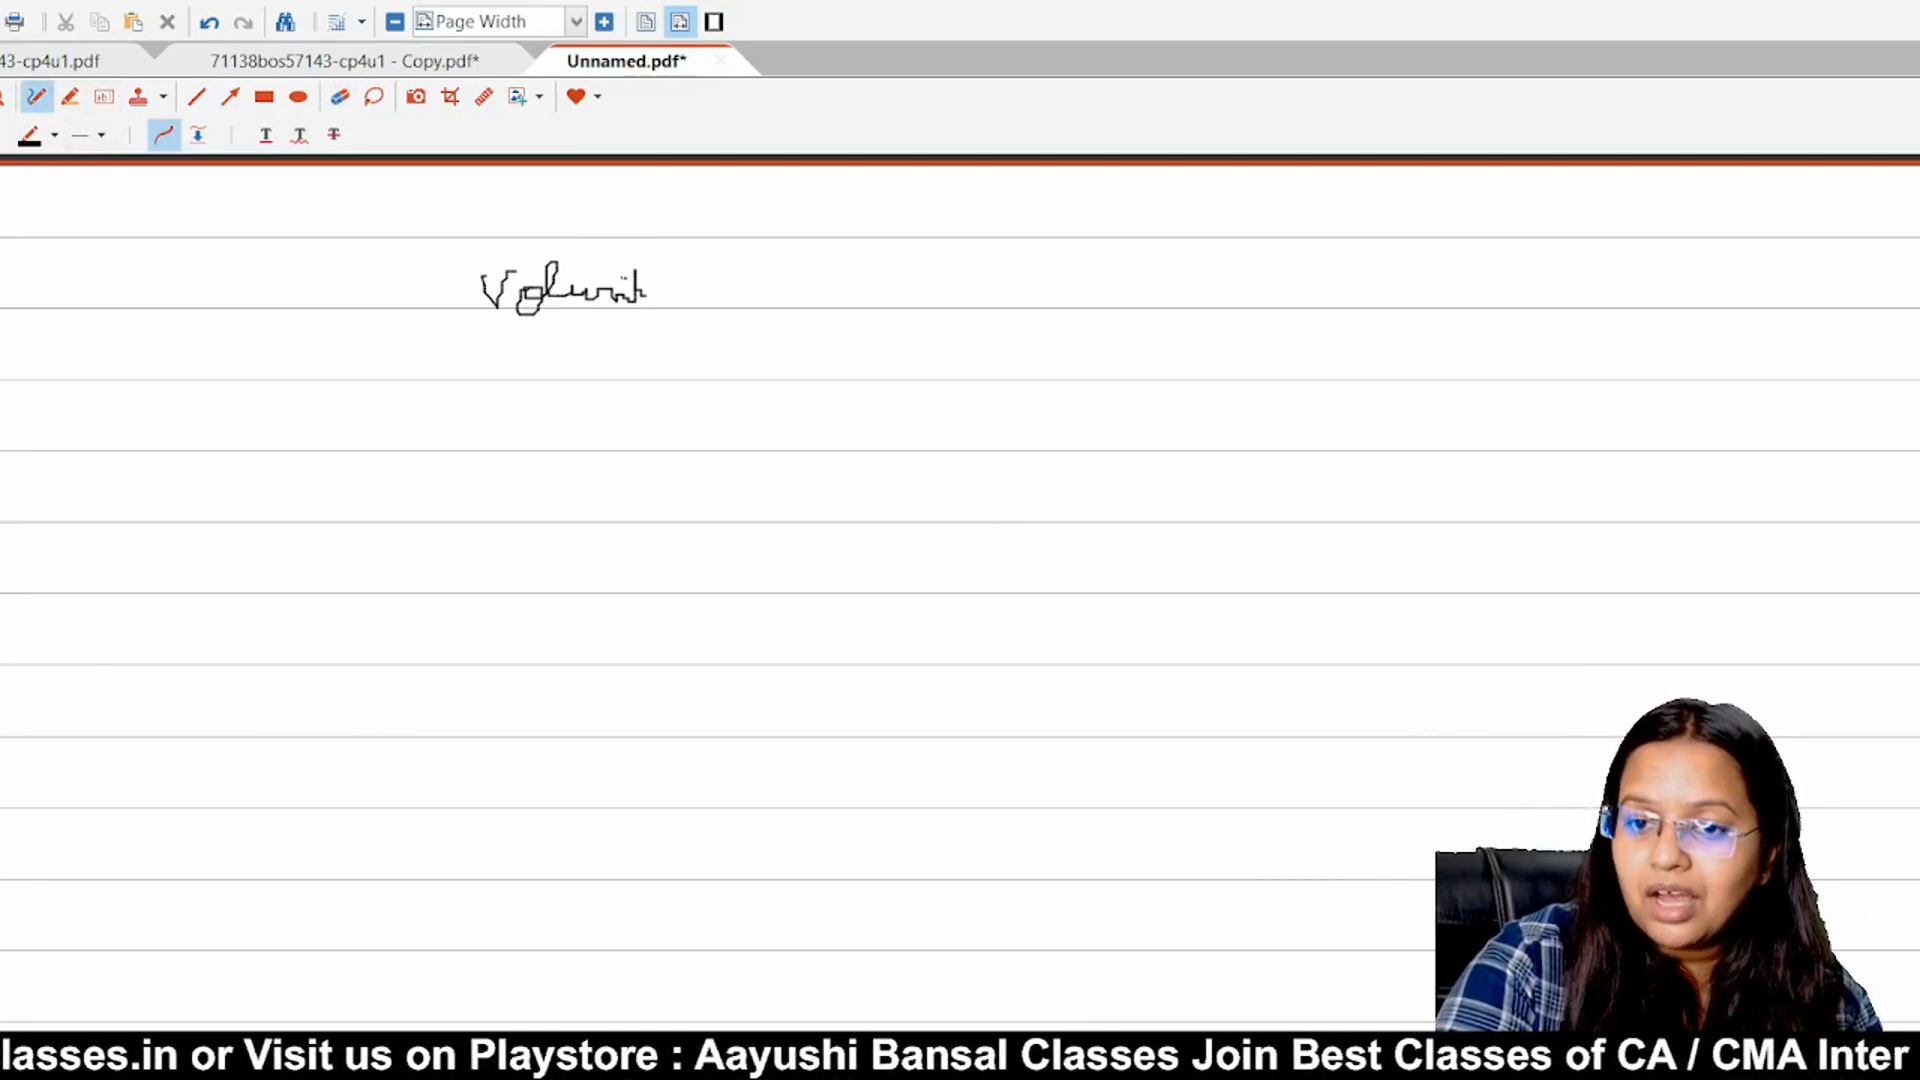 Page Width
43-cp4u1.pdf
71138bos57143-cp4u1 - Copy.pdf*
Unnamed.pdf*
lasses.in or Visit us on Playstore : Aayushi Bansal Classes Join Best Classes of CA / CMA Inter